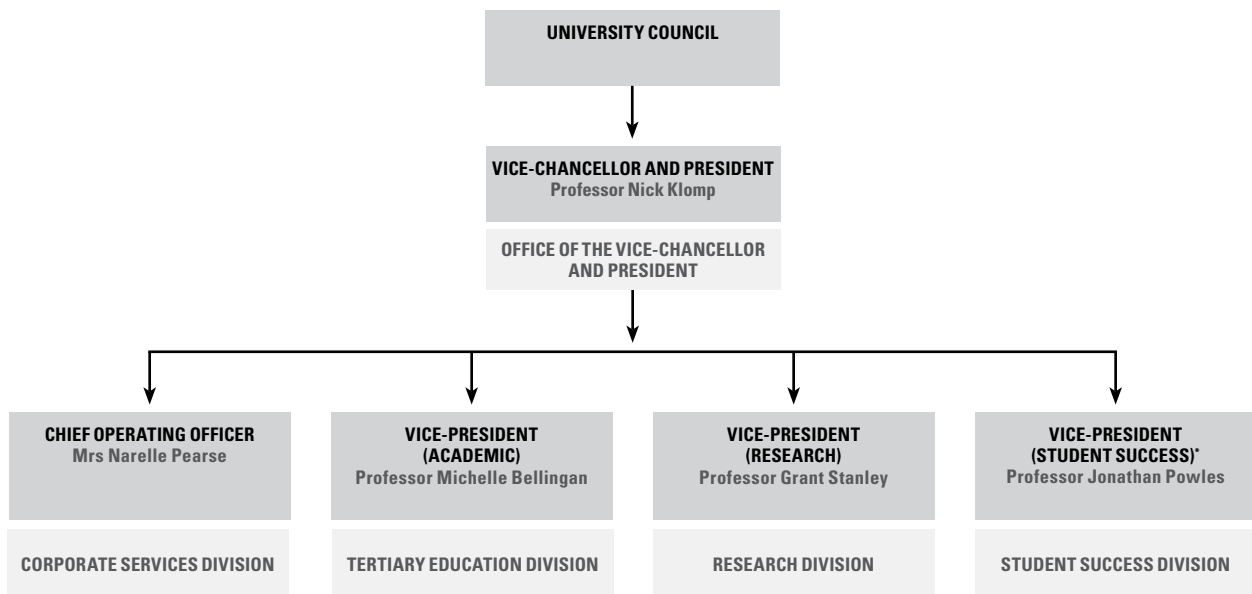 UNIVERSITY COUNCIL
VICE-CHANCELLOR AND PRESIDENT
Professor Nick Klomp
OFFICE OF THE VICE-CHANCELLOR
AND PRESIDENT
CHIEF OPERATING OFFICER
Mrs Narelle Pearse
CORPORATE SERVICES DIVISION
VICE-PRESIDENT
(ACADEMIC)
Professor Michelle Bellingan
TERTIARY EDUCATION DIVISION
VICE-PRESIDENT
(RESEARCH)
Professor Grant Stanley
RESEARCH DIVISION
VICE-PRESIDENT
(STUDENT SUCCESS)*
Professor Jonathan Powles
STUDENT SUCCESS DIVISION